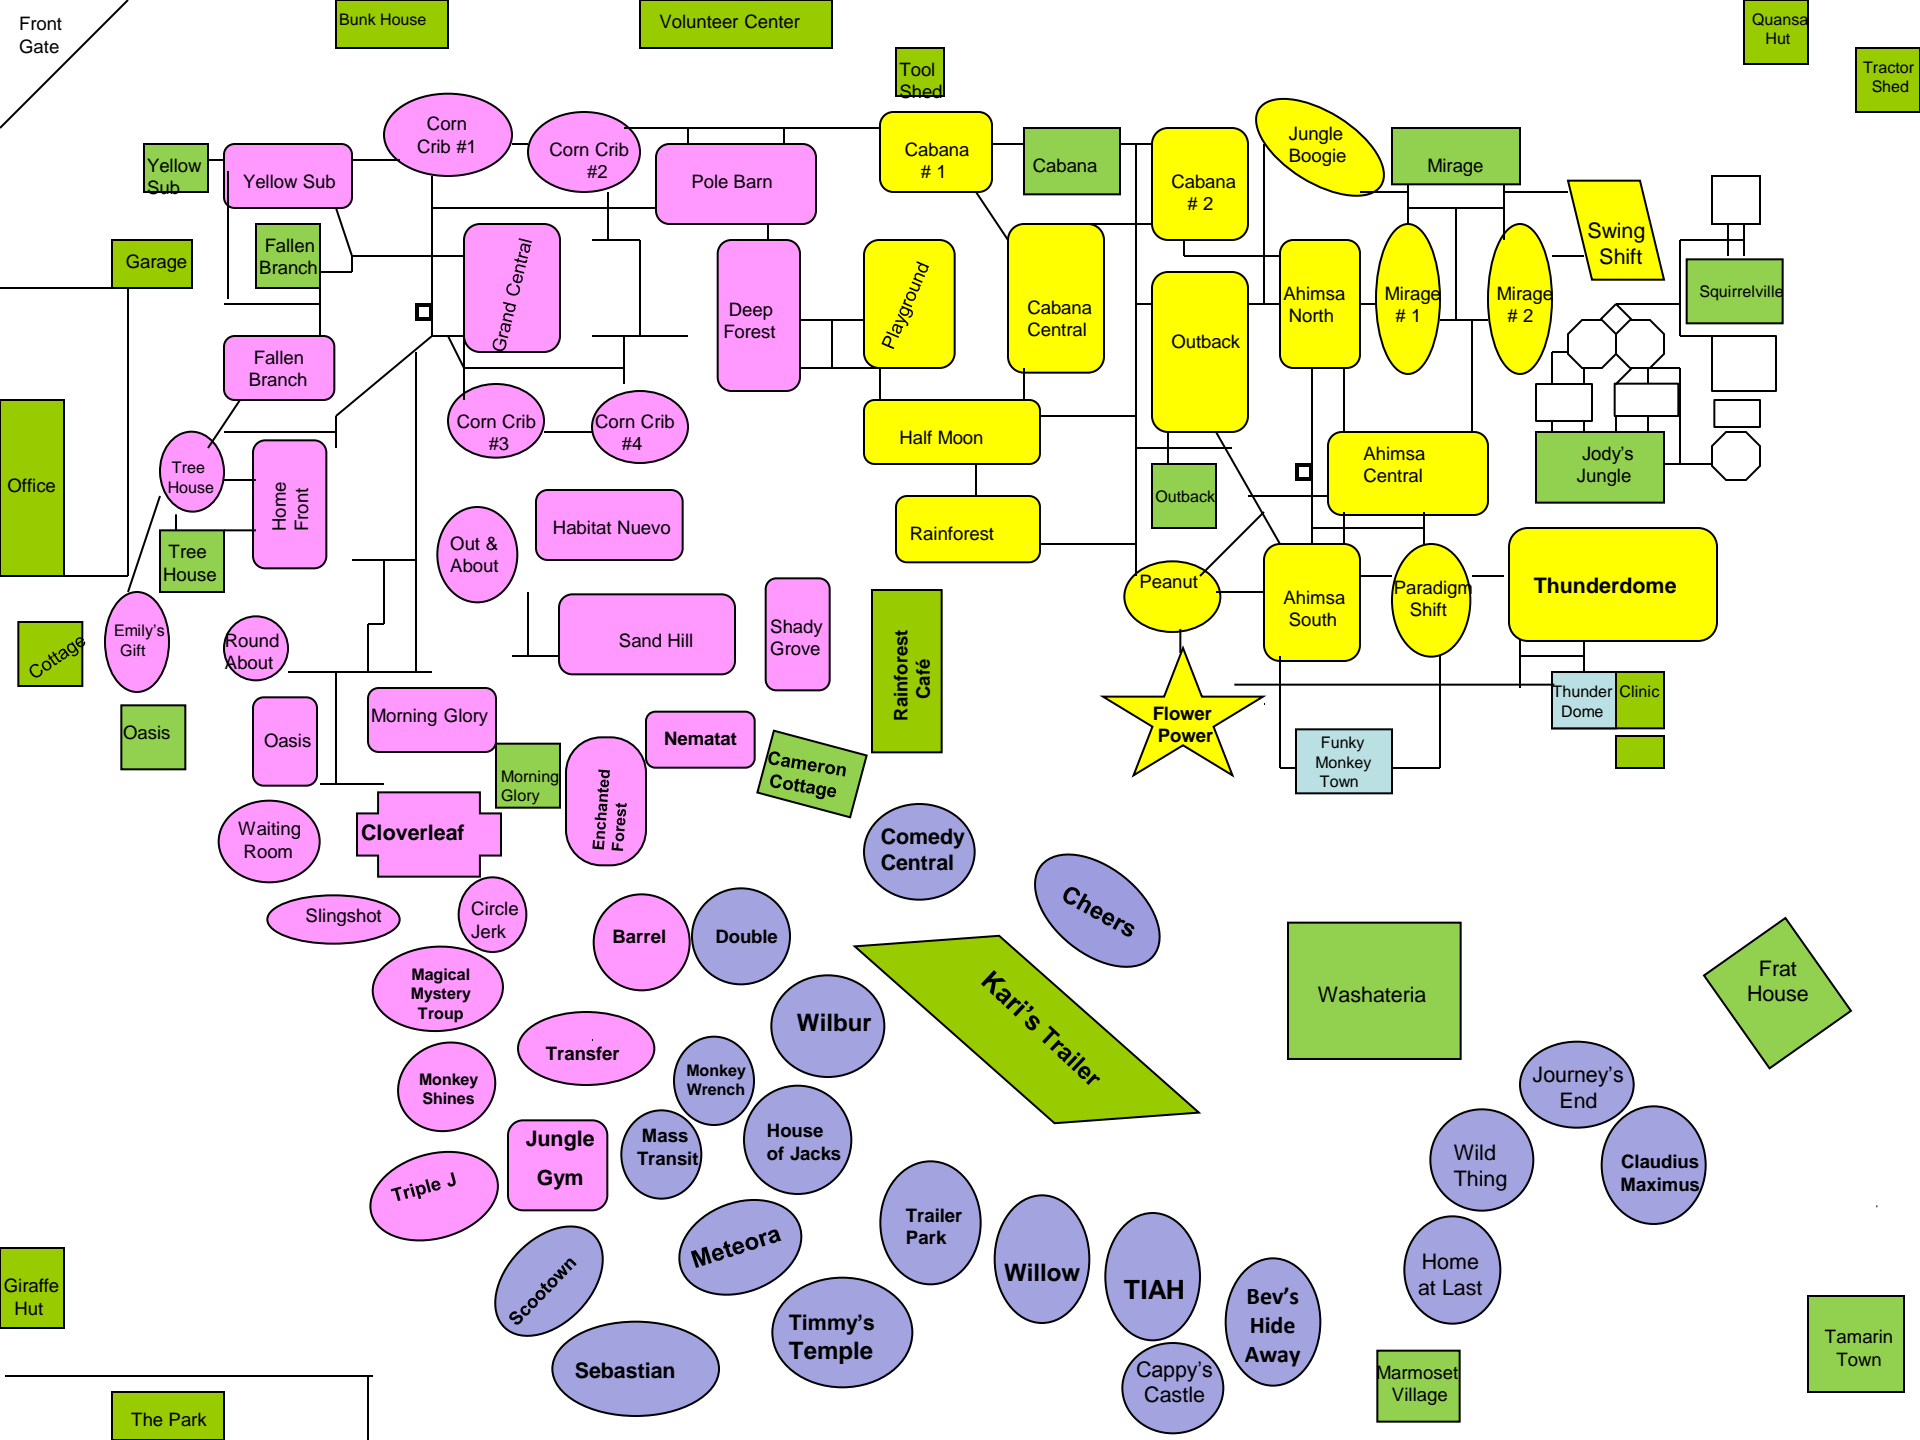 Front
Gate
Bunk House
Volunteer Center
Quansa
Hut
Tool
Shed
Tractor
Shed
Corn
Crib #1
Corn Crib
#2
Yellow
Sub
Yellow Sub
Pole Barn
Cabana
# 1
Cabana
Cabana
# 2
Jungle
Boogie
Mirage
Swing
Shift
Garage
Fallen
Branch
Grand Central
Deep
Forest
Playground
Cabana
Central
Outback
Ahimsa
North
Mirage
# 1
Mirage
# 2
Squirrelville
Fallen
Branch
Corn Crib
#3
Corn Crib
#4
Half Moon
Office
Tree
House
Home
Front
Ahimsa
Central
Jody's
Jungle
Outback
Habitat Nuevo
Rainforest
Out &
About
Tree
House
Peanut
Ahimsa
South
Paradigm
Shift
Thunderdome
Cottage
Emily's
Gift
Round
About
Sand Hill
Shady
Grove
Rainforest
Café
Thunder
Dome
Clinic
Oasis
Oasis
Morning Glory
Nematat
Flower
Power
Funky
Monkey
Town
Morning
Glory
Enchanted
Forest
Cameron
Cottage
Waiting
Room
Cloverleaf
Comedy
Central
Cheers
Slingshot
Circle
Jerk
Barrel
Double
Magical
Mystery
Troup
Wilbur
Kari's Trailer
Washateria
Frat
House
Transfer
Monkey
Shines
Monkey
Wrench
Journey's
End
Jungle
Gym
Mass
Transit
House
of Jacks
Wild
Thing
Claudius
Maximus
Triple J
Trailer
Park
Meteora
Willow
TIAH
Home
at Last
Giraffe
Hut
Scootown
Timmy's
Temple
Bev's
Hide
Away
Sebastian
Cappy's
Castle
Marmoset
Village
Tamarin
Town
The Park